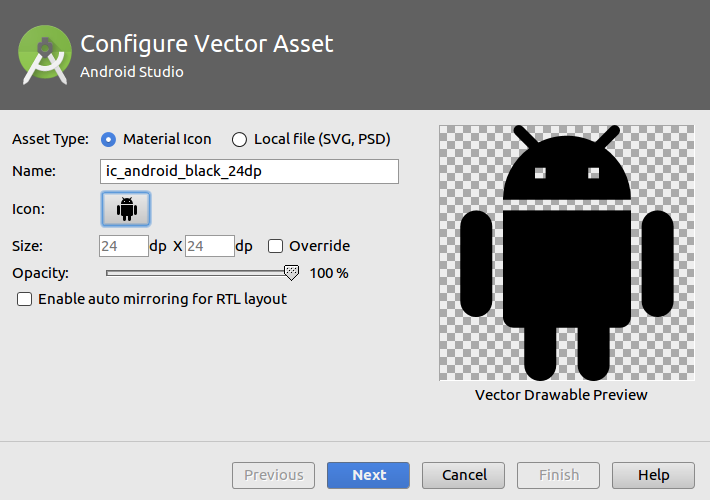 Configure Vector Asset
Android Studio
Asset Type: Material Icon Local file (SVG, PSD)
Name: ic_android_black_24dp
Icon:
Size: 24 dp X 24 dp Override
Opacity: 100 %
Enable auto mirroring for RTL layout
Vector Drawable Preview
Previous Next Cancel Finish Help